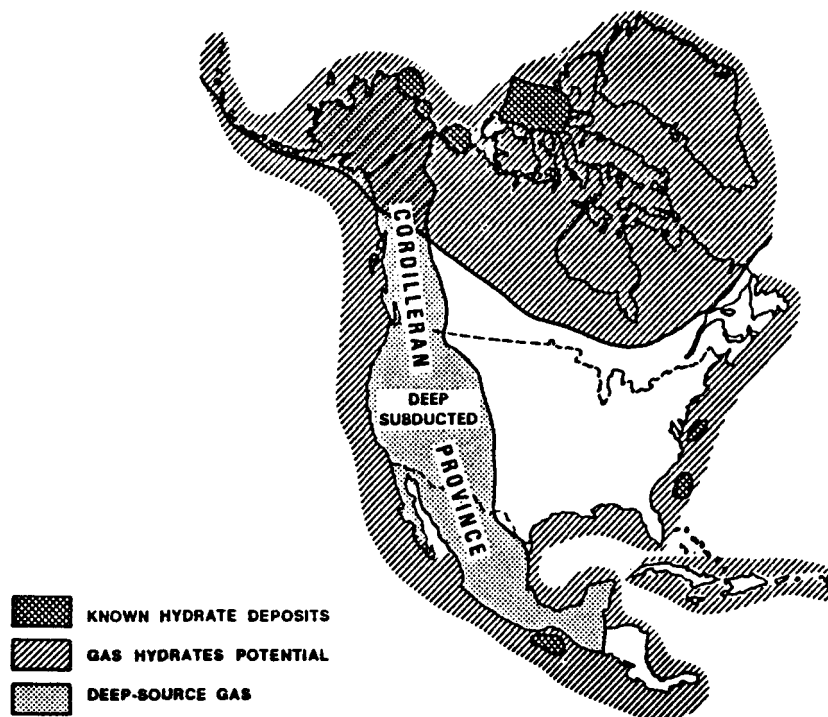 CORDILLERAN
DEEP
SUBDUCTED
PROVINCE
KNOWN HYDRATE DEPOSITS
GAS HYDRATES POTENTIAL
DEEP-SOURCE GAS